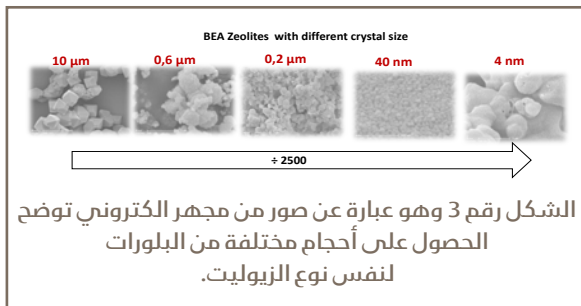 BEA Zeolites with different crystal size
10 µm 0,6 µm 0,2 µm 40 nm 4 nm
÷ 2500
الشكل رقم 3 وهو عبارة عن صور من مجهر الكتروني توضح
الحصول على أحجام مختلفة من البلورات
لنفس نوع الزيوليت.